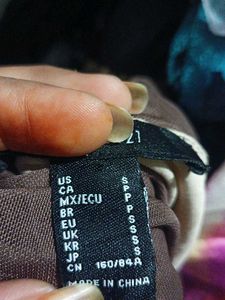 US S
CA P
MX/ECU P
BR P
EU S
UK S
KR S
JP S
CN 160/84A
MADE IN CHINA